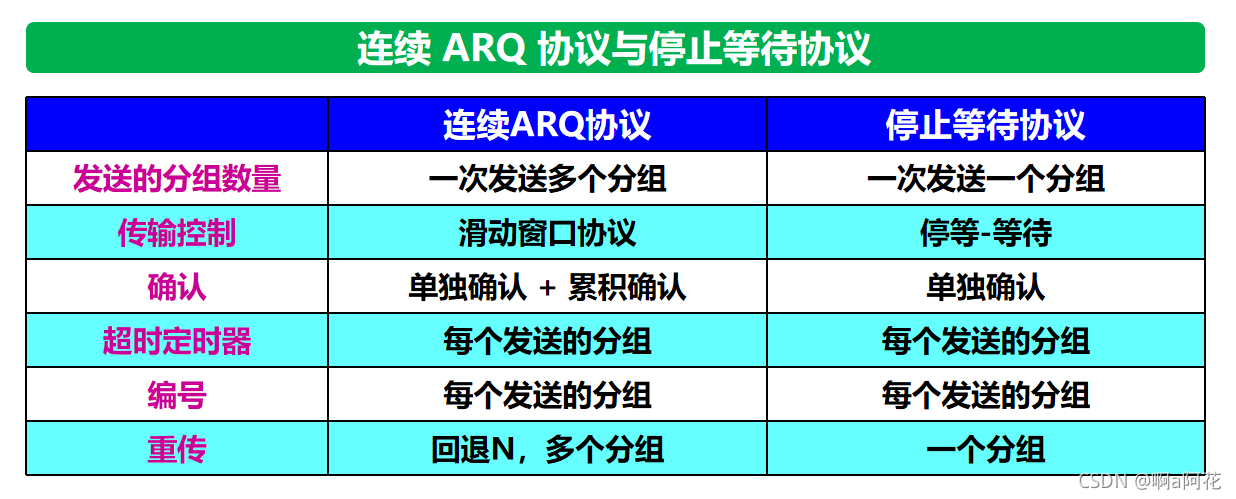 连续 ARQ 协议与停止等待协议
连续ARQ协议 停止等待协议
发送的分组数量 一次发送多个分组 一次发送一个分组
传输控制 滑动窗口协议 停等-等待
确认 单独确认 + 累积确认 单独确认
超时定时器 每个发送的分组 每个发送的分组
编号 每个发送的分组 每个发送的分组
重传 回退N，多个分组 一个分组
CSDN @啊a阿花